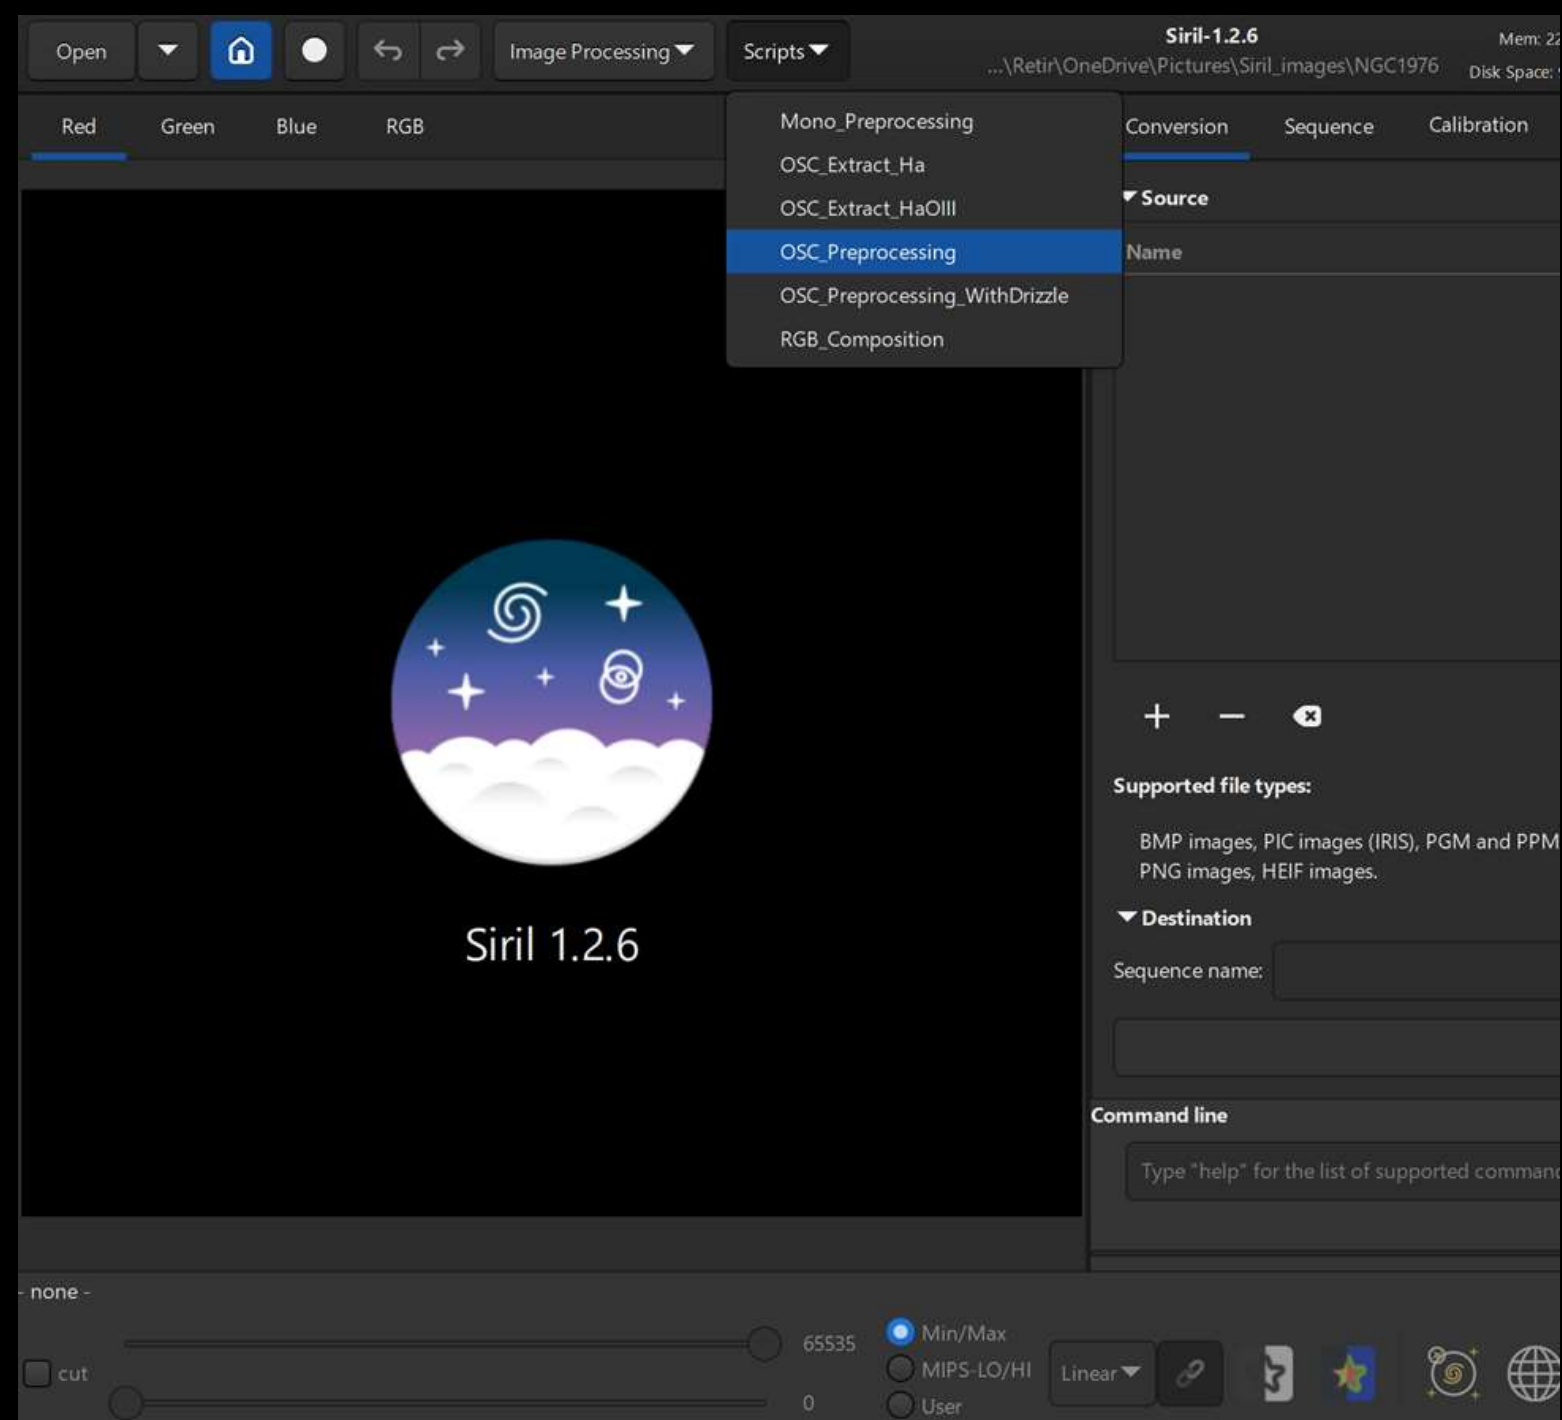 Open
Image Processing
Scripts
Siril-1.2.6
...\Retir\OneDrive\Pictures\Siril_images\NGC1976
Mem: 22
Disk Space:
Red
Green
Blue
RGB
Mono_Preprocessing
OSC_Extract_Ha
OSC_Extract_HaOIII
OSC_Preprocessing
OSC_Preprocessing_WithDrizzle
RGB_Composition
Conversion
Sequence
Calibration
Source
Name
Supported file types:
BMP images, PIC images (IRIS), PGM and PPM
PNG images, HEIF images.
Destination
Sequence name:
Siril 1.2.6
Command line
Type "help" for the list of supported comman
- none -
65535
cut
0
Min/Max
MIPS-LO/HI
User
Linear